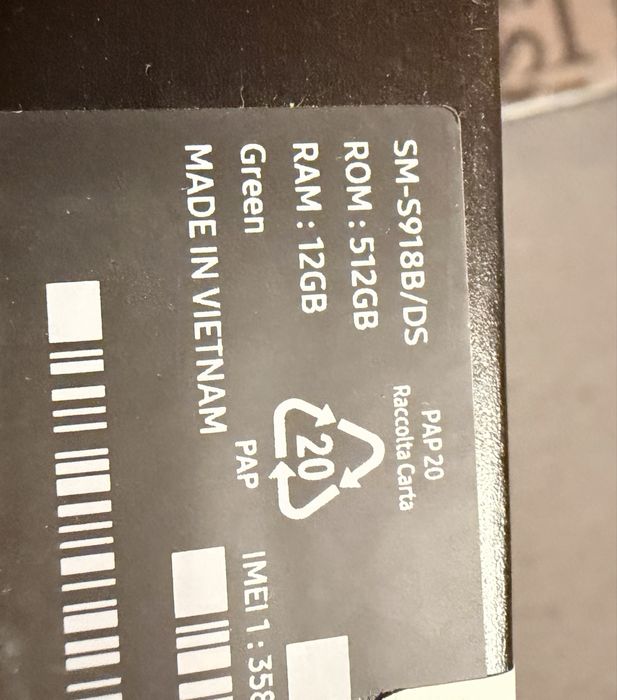 SM-S918B/DS
ROM : 512GB
RAM : 12GB
Green
MADE IN VIETNAM
PAP 20
Raccolta Carta
20
PAP
IMEI 1 : 358